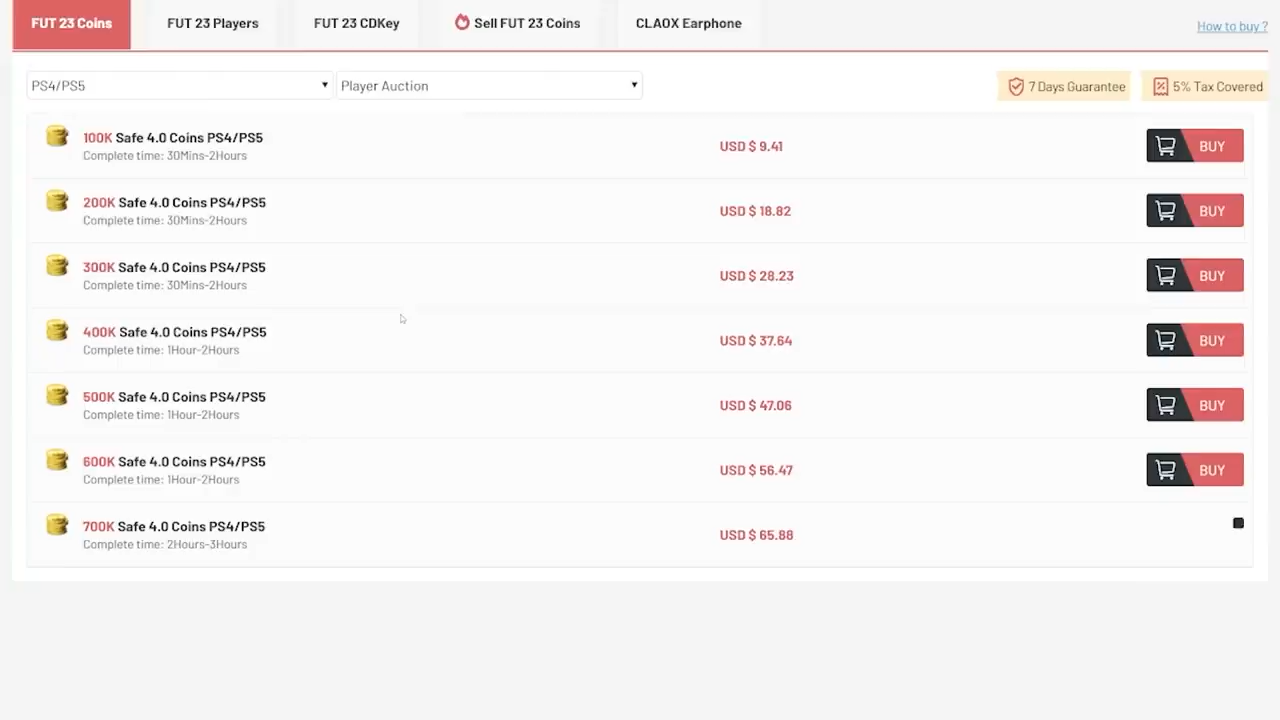 FUT 23 Coins
FUT 23 Players
FUT 23 CDKey
Sell FUT 23 Coins
CLAOX Earphone
How to buy ?
PS4/PS5
Player Auction
7 Days Guarantee
5% Tax Covered
100K Safe 4.0 Coins PS4/PS5
Complete time: 30Mins-2Hours
USD $ 9.41
BUY
200K Safe 4.0 Coins PS4/PS5
Complete time: 30Mins-2Hours
USD $ 18.82
BUY
300K Safe 4.0 Coins PS4/PS5
Complete time: 30Mins-2Hours
USD $ 28.23
BUY
400K Safe 4.0 Coins PS4/PS5
Complete time: 1Hour-2Hours
USD $ 37.64
BUY
500K Safe 4.0 Coins PS4/PS5
Complete time: 1Hour-2Hours
USD $ 47.06
BUY
600K Safe 4.0 Coins PS4/PS5
Complete time: 1Hour-2Hours
USD $ 56.47
BUY
700K Safe 4.0 Coins PS4/PS5
Complete time: 2Hours-3Hours
USD $ 65.88